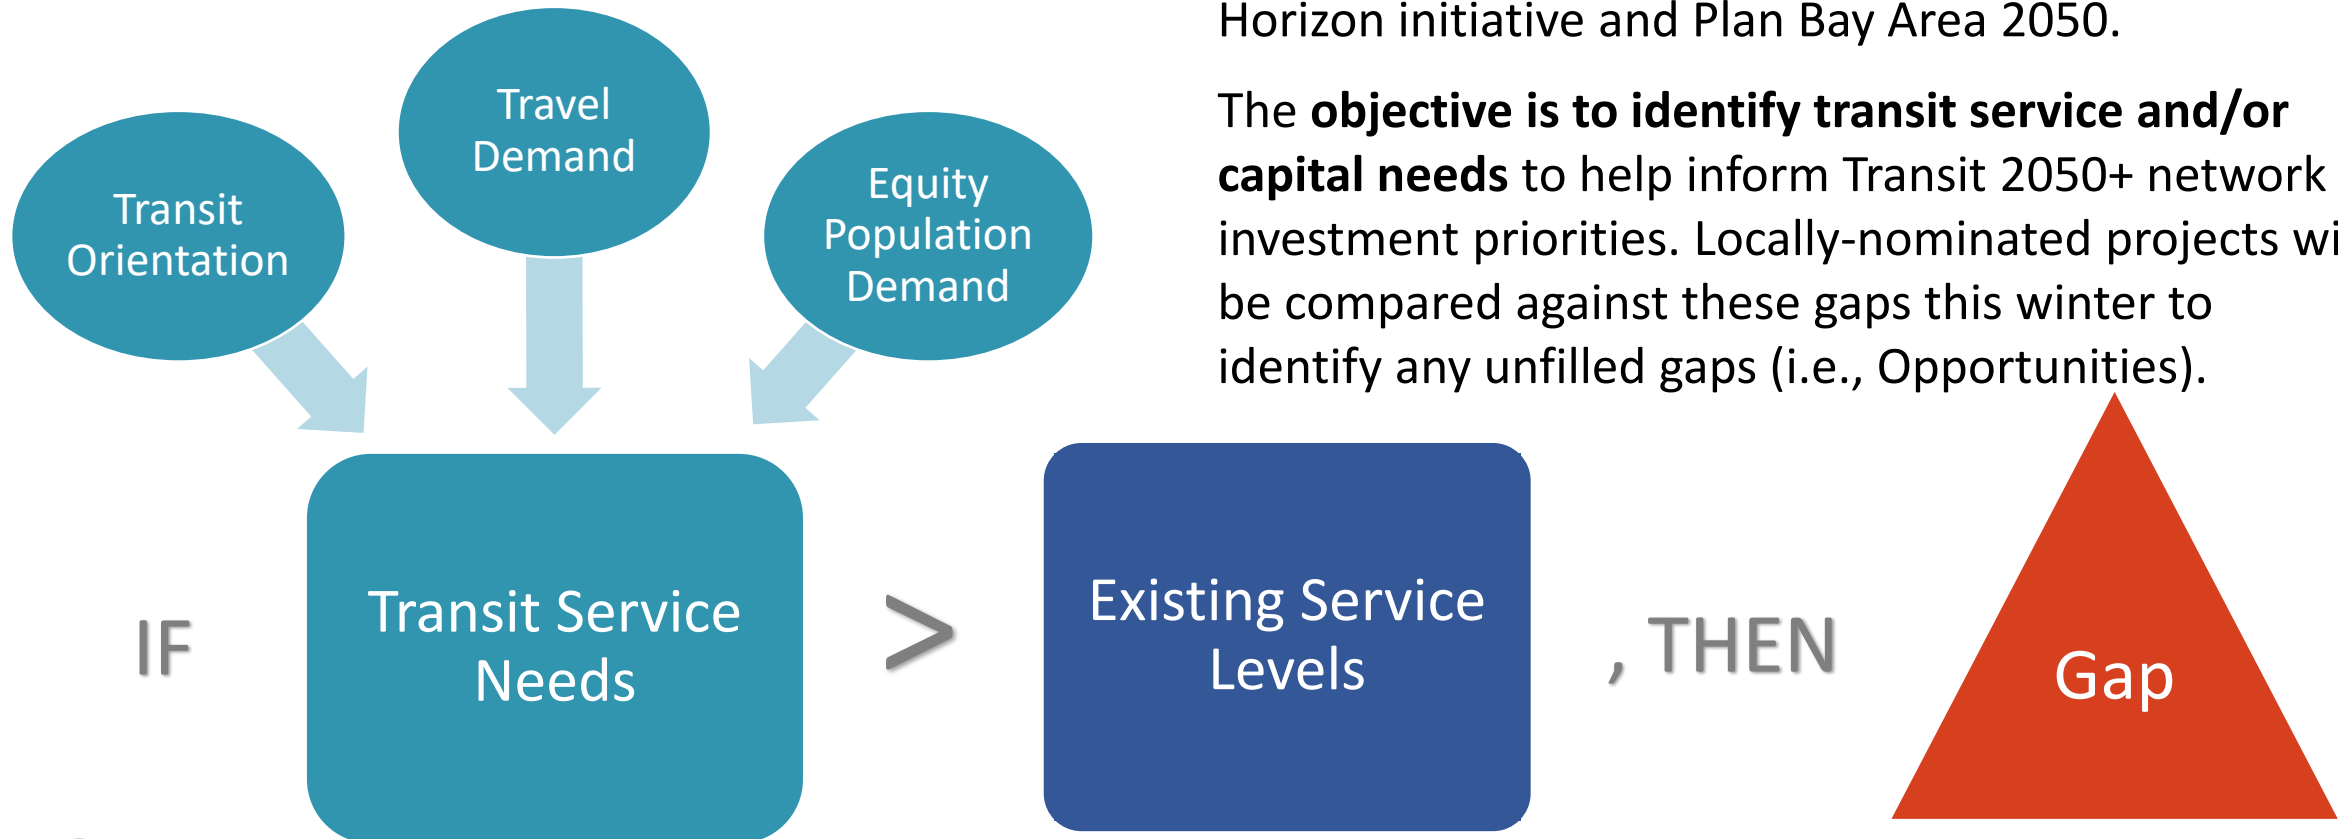 Travel
Demand
Transit
Orientation
Equity
Population
Demand
Horizon initiative and Plan Bay Area 2050.
The objective is to identify transit service and/or
capital needs to help inform Transit 2050+ network
investment priorities. Locally-nominated projects
be compared against these gaps this winter to
identify any unfilled gaps (i.e., Opportunities).
IF
Transit Service
Needs
>
Existing Service
Levels
, THEN
Gap